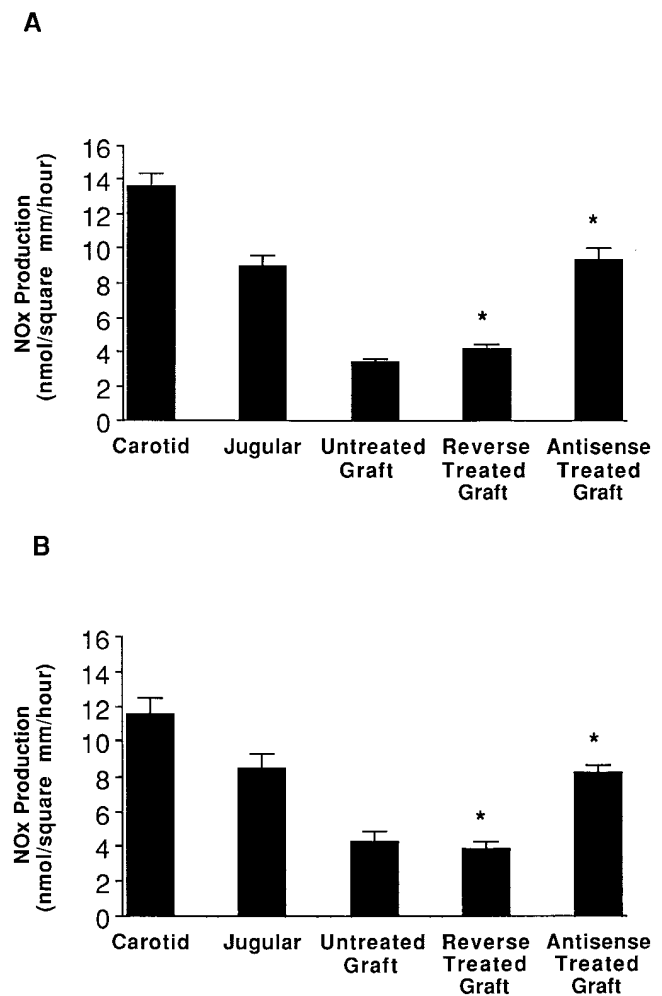 A
NOx Production
(nmol/square mm/hour)
16
14
12
10
8
6
4
2
0
*
*
Carotid
Jugular
Untreated
Graft
Reverse
Treated
Graft
Antisense
Treated
Graft
B
NOx Production
(nmol/square mm/hour)
16
14
12
10
8
6
4
2
0
*
*
Carotid
Jugular
Untreated
Graft
Reverse
Treated
Graft
Antisense
Treated
Graft